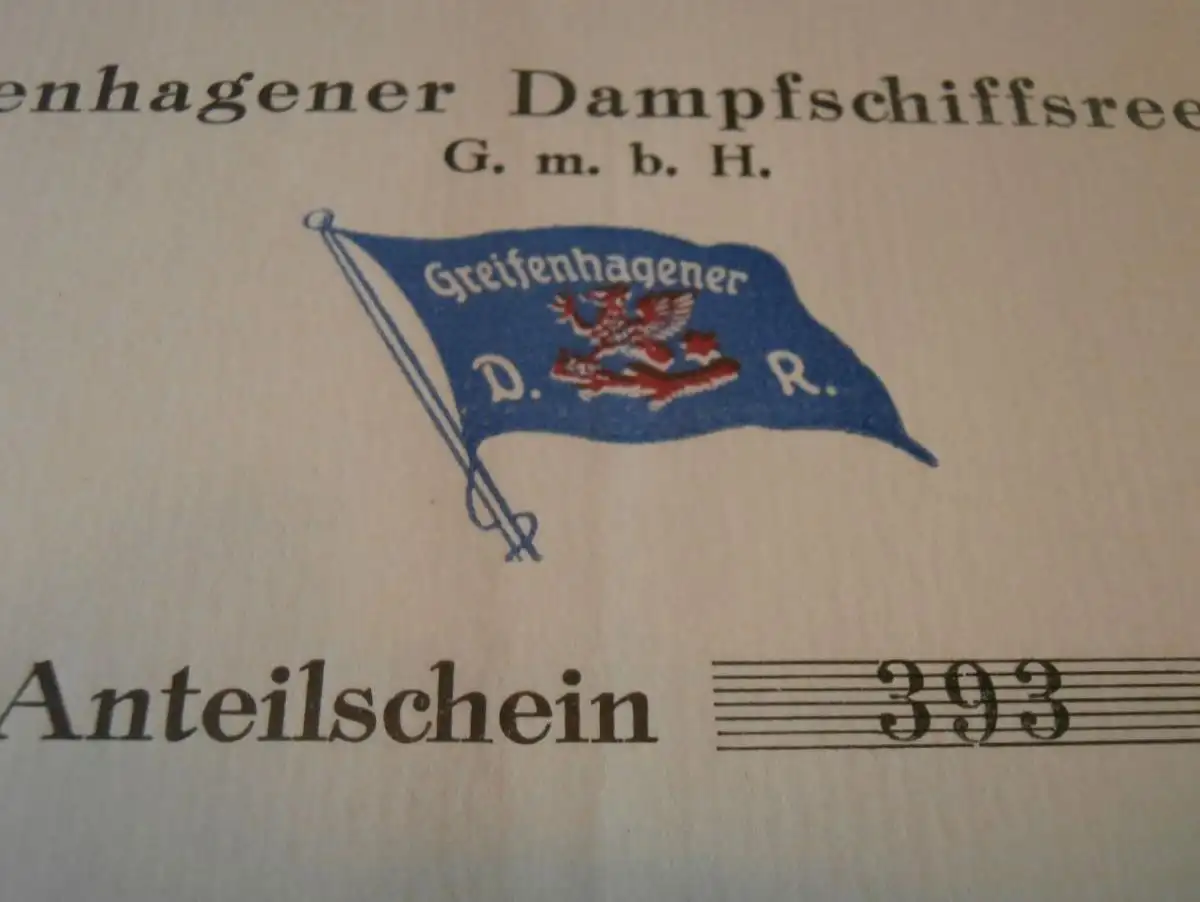 enhagener Dampfschiffsree
G. m. b. H.
Greifenhagener
D. R.
Anteilschein 393